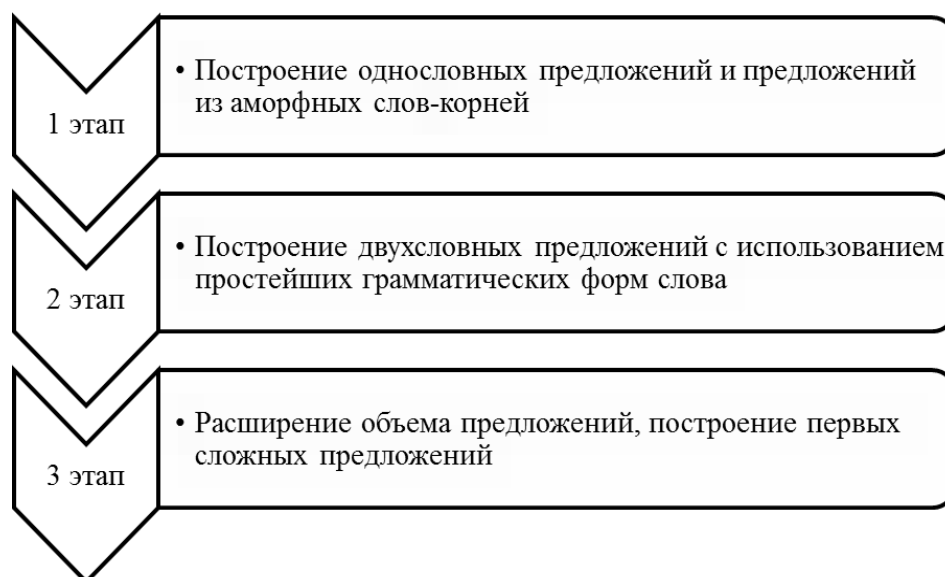 1 этап
• Построение однословных предложений и предложений
из аморфных слов-корней
2 этап
• Построение двухсловных предложений с использованием
простейших грамматических форм слова
3 этап
• Расширение объема предложений, построение первых
сложных предложений